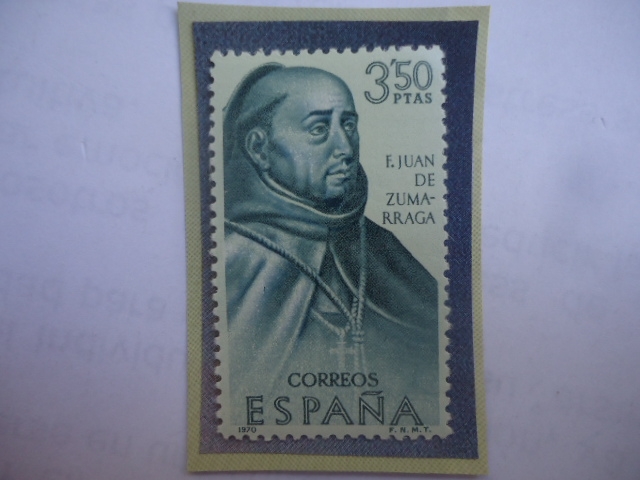 3'50
PTAS
F. JUAN
DE
ZUMA-
RRAGA
CORREOS
ESPAÑA
1970 F. N. M. T.